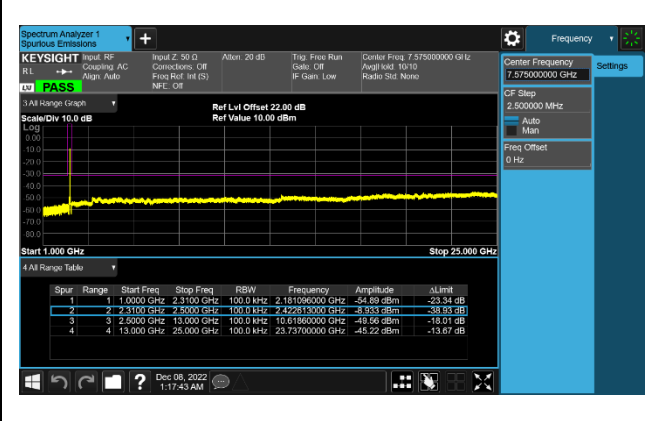 Spectrum Analyzer 1
Spurious Emissions
Frequency
KEYSIGHT
RL
LXI
PASS
Input: RF
Coupling: AC
Align: Auto
Input Z: 50 Ω
Corrections: Off
Freq Ref: Int (S)
NFE: Off
Atten: 20 dB
Trig: Free Run
Gate: Off
IF Gain: Low
Center Freq: 7.575000000 GHz
Avg|Hold: 10/10
Radio Std: None
Center Frequency
7.575000000 GHz
Settings
CF Step
2.500000 MHz
Auto
Man
Freq Offset
0 Hz
3 All Range Graph
Scale/Div 10.0 dB
Ref Lvl Offset 22.00 dB
Ref Value 10.00 dBm
Log
0.00
-10.0
-20.0
-30.0
-40.0
-50.0
-60.0
-70.0
-80.0
Start 1.000 GHz
Stop 25.000 GHz
4 All Range Table
Spur Range Start Freq Stop Freq RBW Frequency Amplitude ΔLimit
1 1 1.0000 GHz 2.3100 GHz 100.0 kHz 2.181096000 GHz -54.89 dBm -23.34 dB
2 2 2.3100 GHz 2.5000 GHz 100.0 kHz 2.422613000 GHz -8.933 dBm -38.93 dB
3 3 2.5000 GHz 13.000 GHz 100.0 kHz 10.61860000 GHz -49.56 dBm -18.01 dB
4 4 13.000 GHz 25.000 GHz 100.0 kHz 23.73700000 GHz -45.22 dBm -13.67 dB
Dec 08, 2022
1:17:43 AM